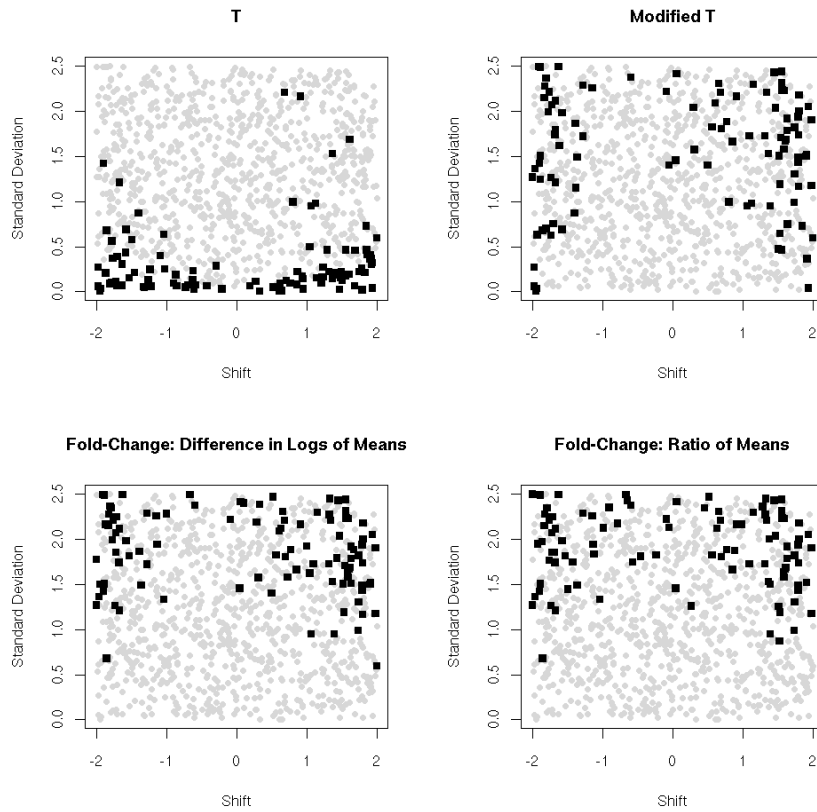 T
Standard Deviation
2.5
2.0
1.5
1.0
0.5
0.0
-2 -1 0 1 2
Shift
Modified T
Standard Deviation
2.5
2.0
1.5
1.0
0.5
0.0
-2 -1 0 1 2
Shift
Fold-Change: Difference in Logs of Means
Standard Deviation
2.5
2.0
1.5
1.0
0.5
0.0
-2 -1 0 1 2
Shift
Fold-Change: Ratio of Means
Standard Deviation
2.5
2.0
1.5
1.0
0.5
0.0
-2 -1 0 1 2
Shift